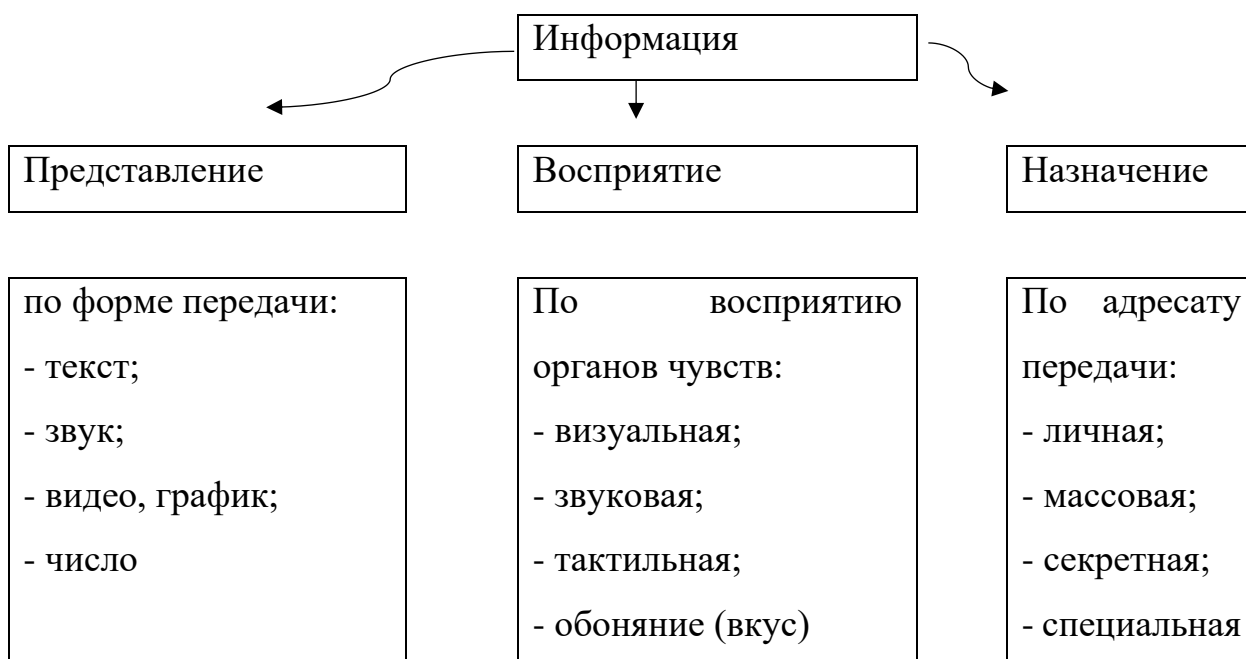 Информация
Представление
Восприятие
Назначение
по форме передачи:
- текст;
- звук;
- видео, график;
- число
По восприятию
органов чувств:
- визуальная;
- звуковая;
- тактильная;
- обоняние (вкус)
По адресату
передачи:
- личная;
- массовая;
- секретная;
- специальная